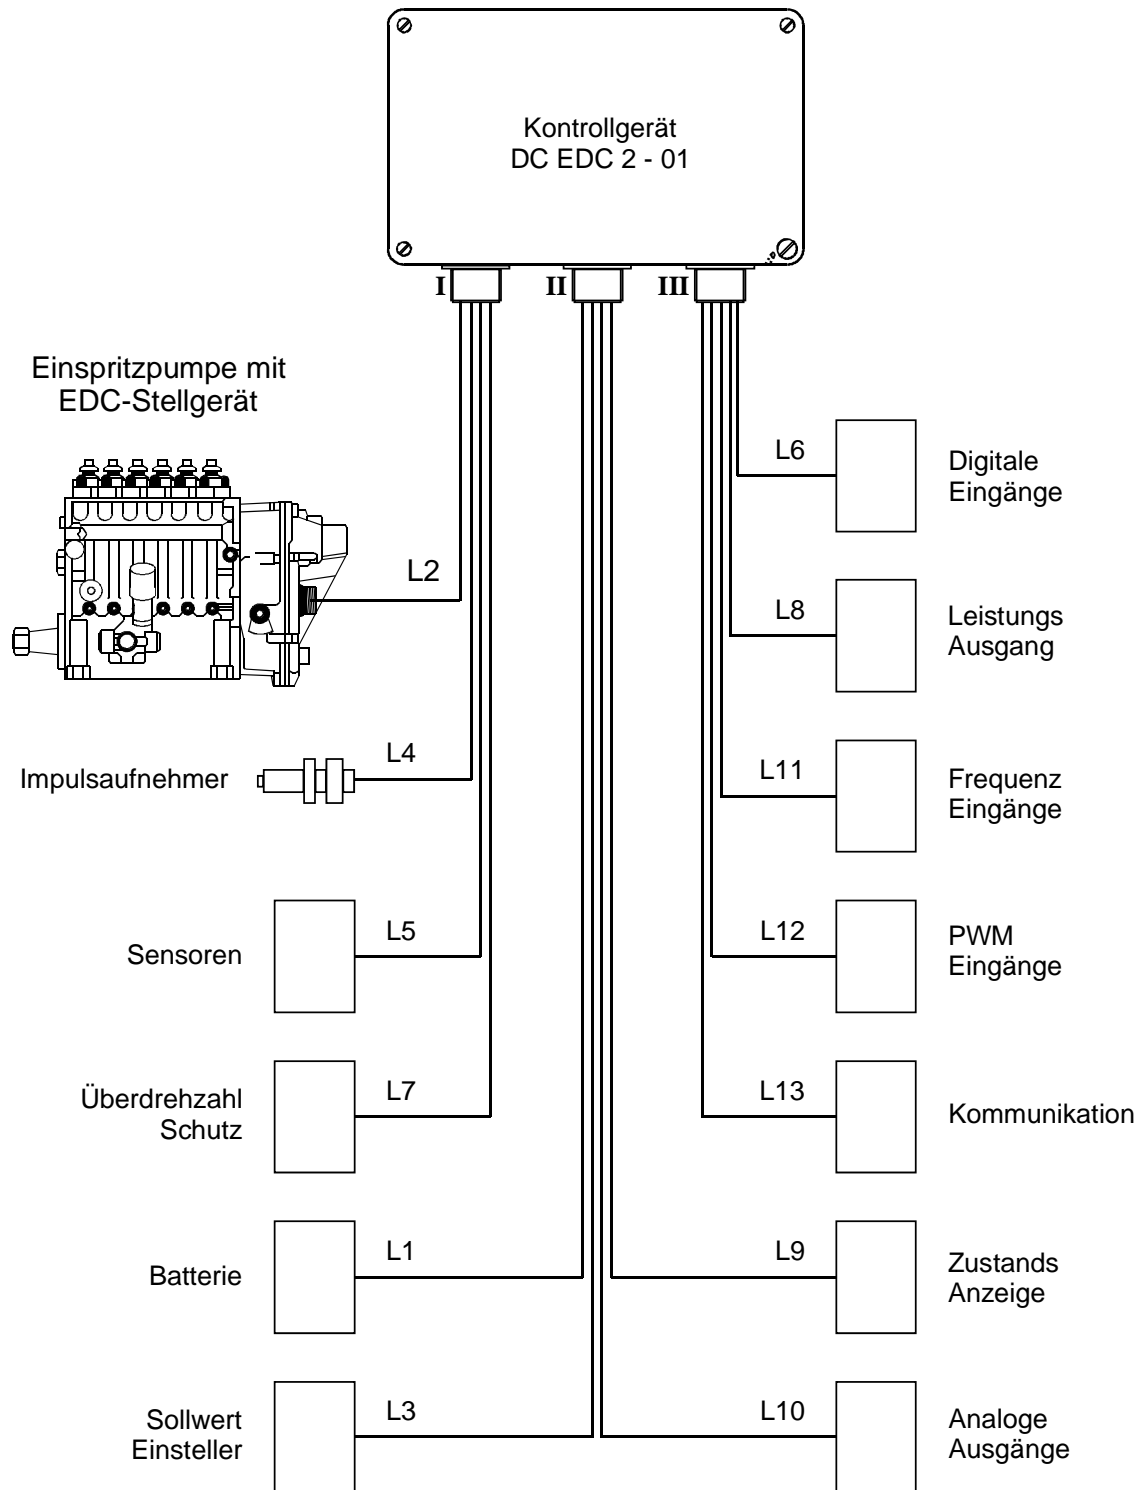 Kontrollgerät
DC EDC 2 - 01
I
II
III
Einspritzpumpe mit
EDC-Stellgerät
L2
L6
Digitale
Eingänge
L8
Leistungs
Ausgang
Impulsaufnehmer
L4
L11
Frequenz
Eingänge
Sensoren
L5
L12
PWM
Eingänge
Überdrehzahl
Schutz
L7
L13
Kommunikation
Batterie
L1
L9
Zustands
Anzeige
Sollwert
Einsteller
L3
L10
Analoge
Ausgänge